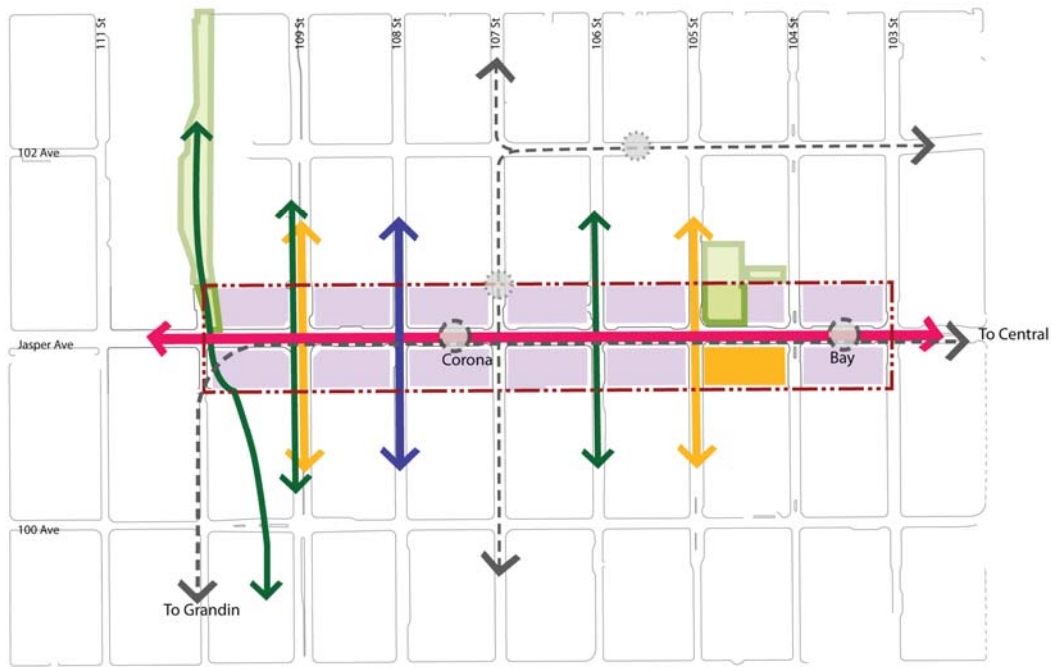 111 St
109 St
108 St
107 St
106 St
105 St
104 St
103 St
102 Ave
To Central
Jasper Ave
Corona
Bay
100 Ave
To Grandin